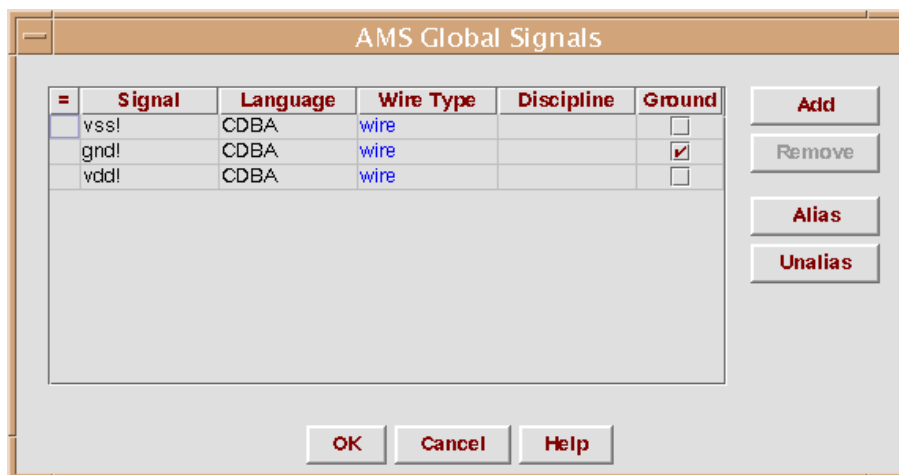 AMS Global Signals
= Signal Language Wire Type Discipline Ground
vss! CDBA wire
gnd! CDBA wire
vdd! CDBA wire
Add
Remove
Alias
Unalias
OK Cancel Help